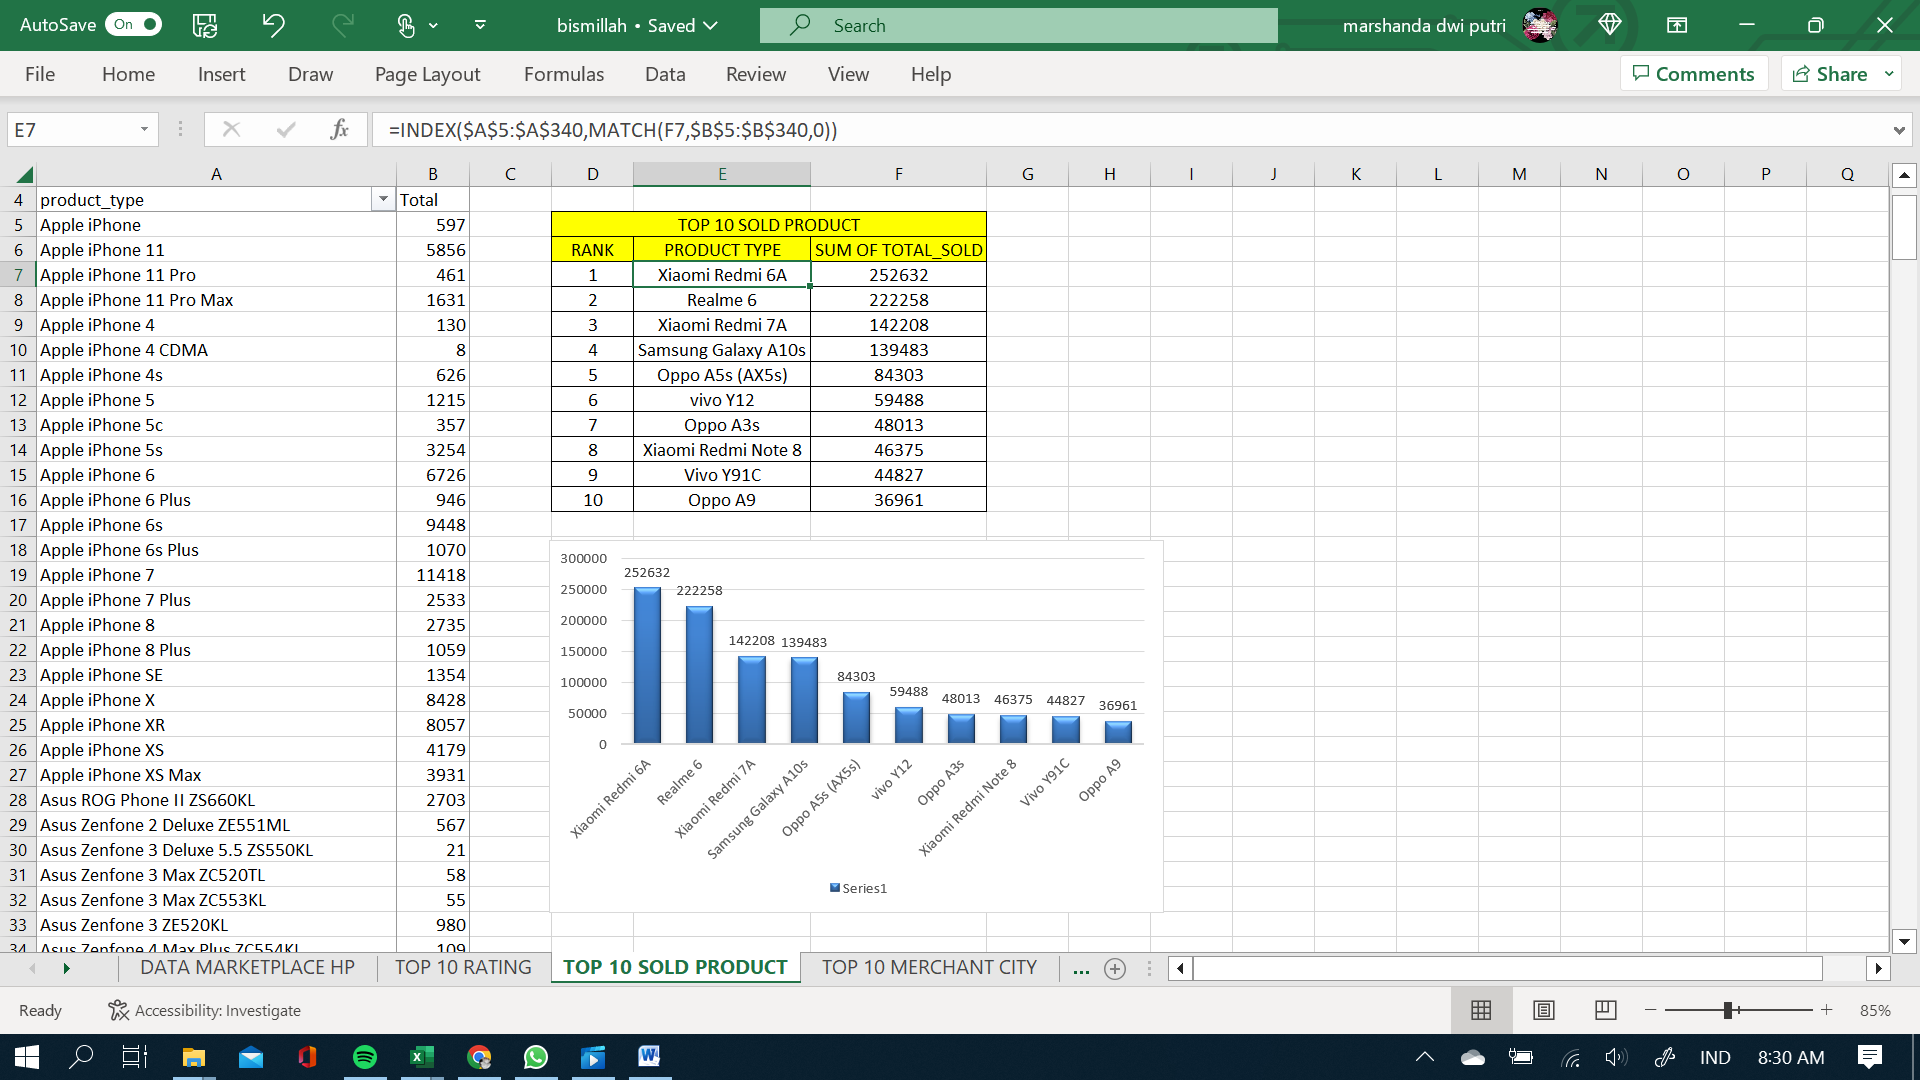 AutoSave On bismillah • Saved Search marshanda dwi putri
File Home Insert Draw Page Layout Formulas Data Review View Help Comments Share
E7 fx =INDEX($A$5:$A$340,MATCH(F7,$B$5:$B$340,0))
A B C D E F G H I J K L M N O P Q
4 product_type Total
5 Apple iPhone 597 TOP 10 SOLD PRODUCT
6 Apple iPhone 11 5856 RANK PRODUCT TYPE SUM OF TOTAL_SOLD
7 Apple iPhone 11 Pro 461 1 Xiaomi Redmi 6A 252632
8 Apple iPhone 11 Pro Max 1631 2 Realme 6 222258
9 Apple iPhone 4 130 3 Xiaomi Redmi 7A 142208
10 Apple iPhone 4 CDMA 8 4 Samsung Galaxy A10s 139483
11 Apple iPhone 4s 626 5 Oppo A5s (AX5s) 84303
12 Apple iPhone 5 1215 6 vivo Y12 59488
13 Apple iPhone 5c 357 7 Oppo A3s 48013
14 Apple iPhone 5s 3254 8 Xiaomi Redmi Note 8 46375
15 Apple iPhone 6 6726 9 Vivo Y91C 44827
16 Apple iPhone 6 Plus 946 10 Oppo A9 36961
17 Apple iPhone 6s 9448
18 Apple iPhone 6s Plus 1070
19 Apple iPhone 7 11418
20 Apple iPhone 7 Plus 2533
21 Apple iPhone 8 2735
22 Apple iPhone 8 Plus 1059
23 Apple iPhone SE 1354
24 Apple iPhone X 8428
25 Apple iPhone XR 8057
26 Apple iPhone XS 4179
27 Apple iPhone XS Max 3931
28 Asus ROG Phone II ZS660KL 2703
29 Asus Zenfone 2 Deluxe ZE551ML 567
30 Asus Zenfone 3 Deluxe 5.5 ZS550KL 21
31 Asus Zenfone 3 Max ZC520TL 58
32 Asus Zenfone 3 Max ZC553KL 55
33 Asus Zenfone 3 ZE520KL 980
34 Asus Zenfone 4 Max Plus ZC554KL 109
300000
250000
200000
150000
100000
50000
0
252632
222258
142208
139483
84303
59488
48013
46375
44827
36961
Xiaomi Redmi 6A
Realme 6
Xiaomi Redmi 7A
Samsung Galaxy A10s
Oppo A5s (AX5s)
vivo Y12
Oppo A3s
Xiaomi Redmi Note 8
Vivo Y91C
Oppo A9
Series1
DATA MARKETPLACE HP TOP 10 RATING TOP 10 SOLD PRODUCT TOP 10 MERCHANT CITY ...
Ready Accessibility: Investigate 85%
IND 8:30 AM